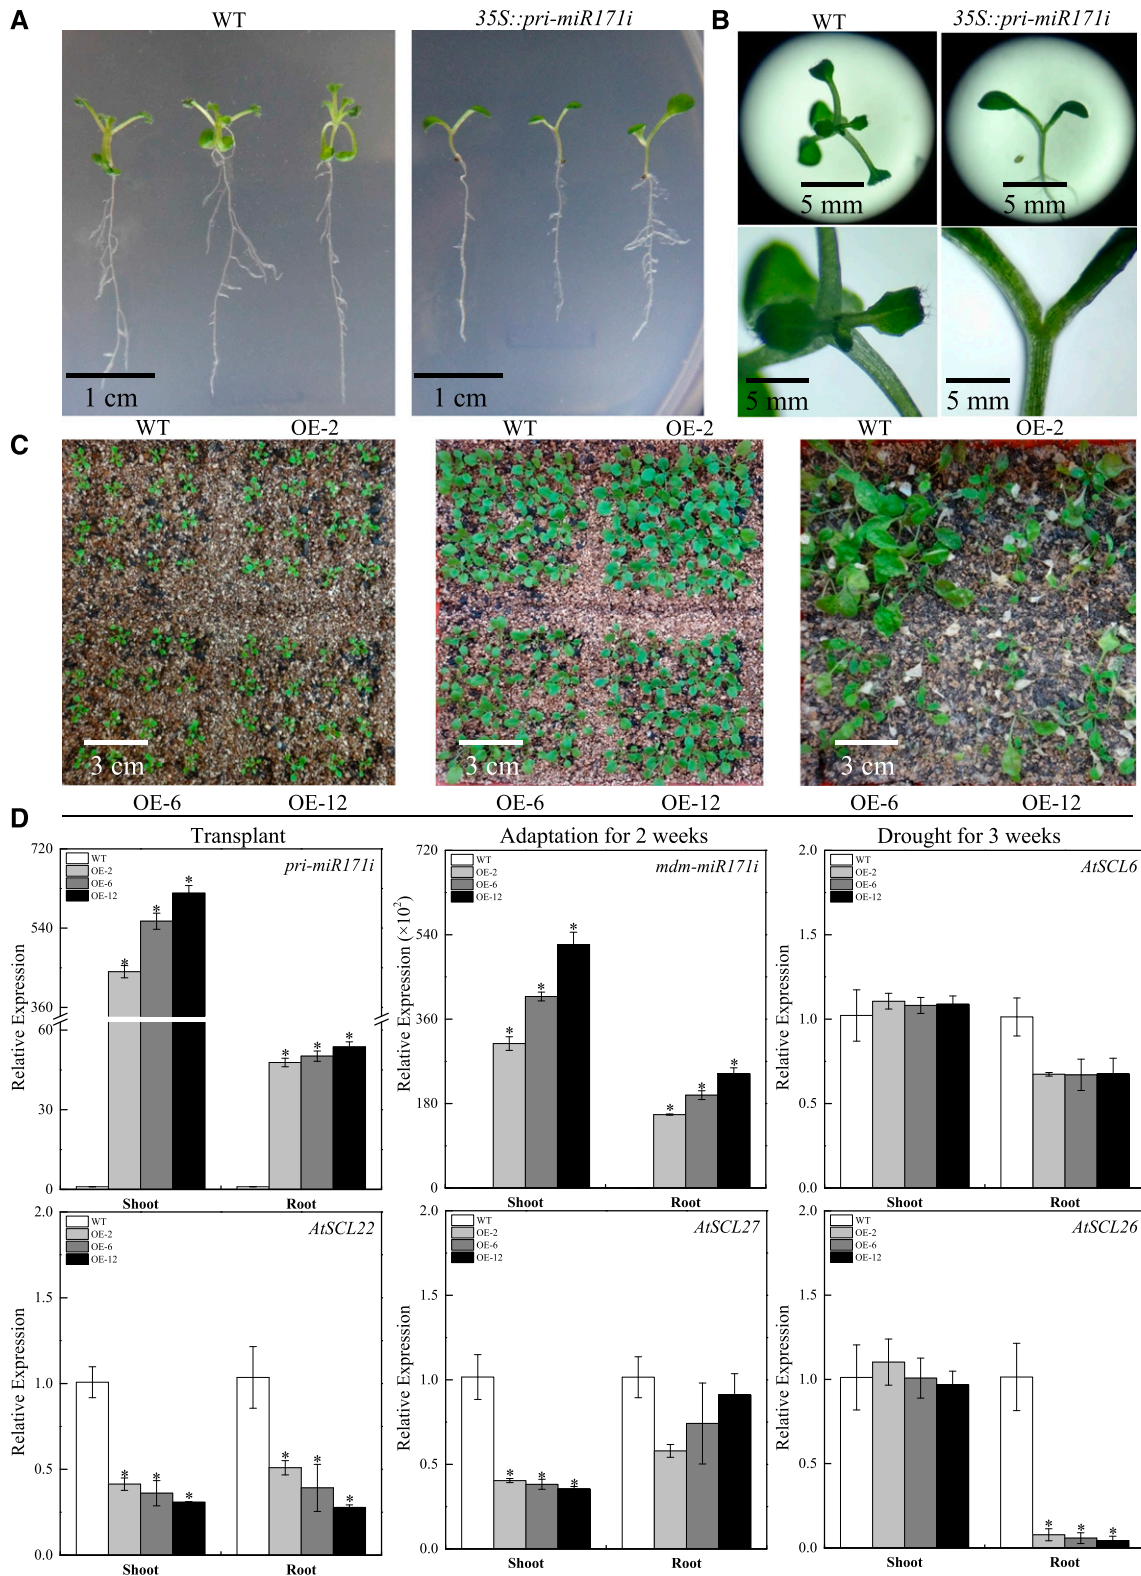 A
WT
35S::pri-miR171i
1 cm
1 cm
B
WT
35S::pri-miR171i
5 mm
5 mm
5 mm
5 mm
C
WT
OE-2
WT
OE-2
WT
OE-2
3 cm
3 cm
3 cm
OE-6
OE-12
OE-6
OE-12
OE-6
OE-12
Transplant
Adaptation for 2 weeks
Drought for 3 weeks
D
Relative Expression
720
540
360
60
30
0
WT
OE-2
OE-6
OE-12
pri-miR171i
* * *
* * *
Shoot
Root
Relative Expression (×10²)
720
540
360
180
0
WT
OE-2
OE-6
OE-12
mdm-miR171i
* * *
* * *
Shoot
Root
Relative Expression
2.0
1.5
1.0
0.5
0.0
WT
OE-2
OE-6
OE-12
AtSCL6
Shoot
Root
Relative Expression
2.0
1.5
1.0
0.5
0.0
WT
OE-2
OE-6
OE-12
AtSCL22
* * *
* * *
Shoot
Root
Relative Expression
2.0
1.5
1.0
0.5
0.0
WT
OE-2
OE-6
OE-12
AtSCL27
* * *
Shoot
Root
Relative Expression
2.0
1.5
1.0
0.5
0.0
WT
OE-2
OE-6
OE-12
AtSCL26
* * *
Shoot
Root